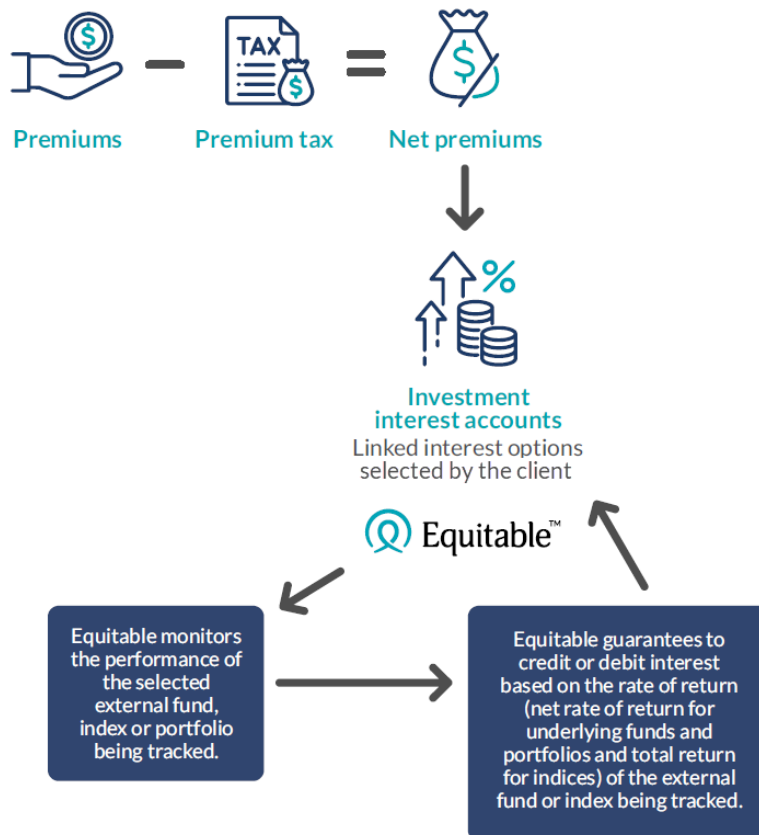 $
TAX
$
$
Premiums
Premium tax
Net premiums
%
Investment
interest accounts
Linked interest options
selected by the client
Equitable™
Equitable monitors
the performance of
the selected
external fund,
index or portfolio
being tracked.
Equitable guarantees to
credit or debit interest
based on the rate of return
(net rate of return for
underlying funds and
portfolios and total return
for indices) of the external
fund or index being tracked.